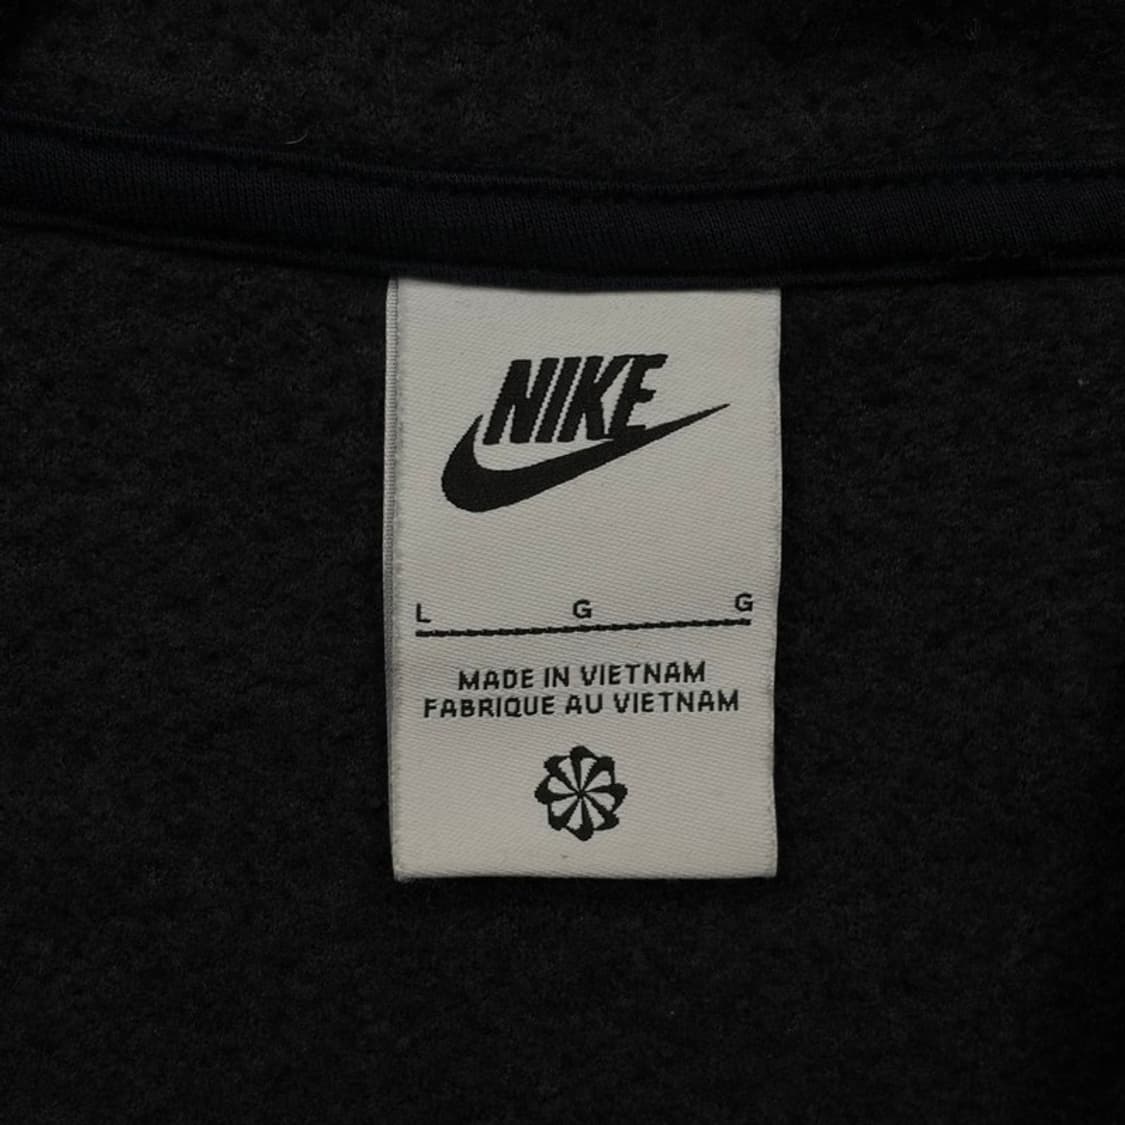 NIKE
L G G
MADE IN VIETNAM
FABRIQUE AU VIETNAM